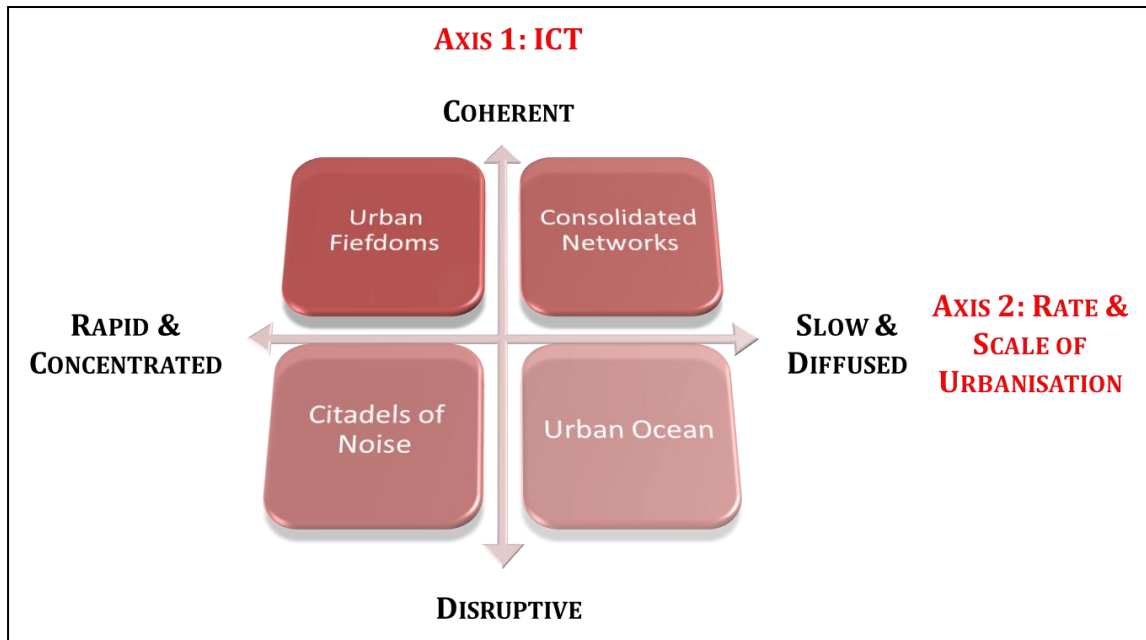 AXIS 1: ICT
COHERENT
Urban
Fiefdoms
Consolidated
Networks
RAPID &
CONCENTRATED
SLOW &
DIFFUSED
AXIS 2: RATE &
SCALE OF
URBANISATION
Citadels of
Noise
Urban Ocean
DISRUPTIVE